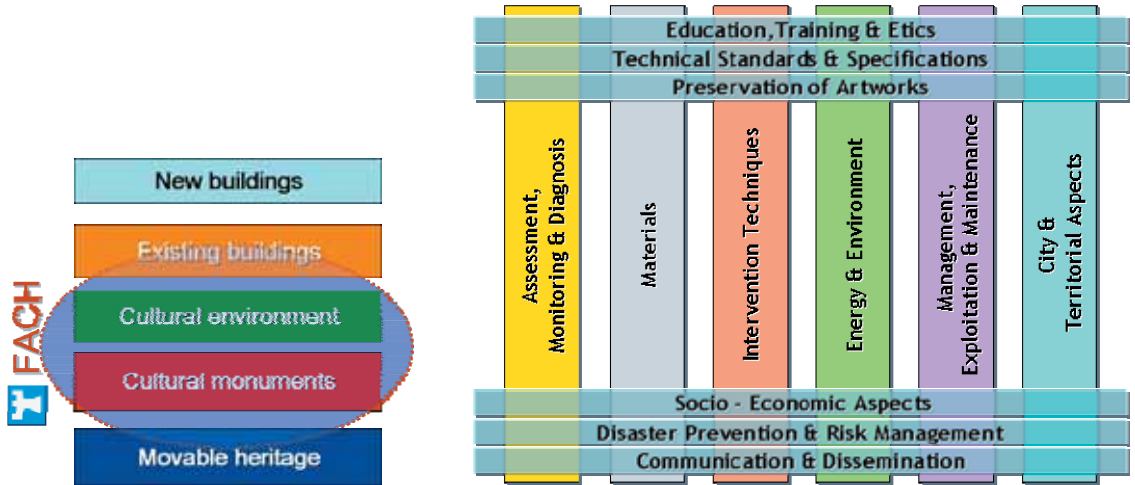 New buildings
Existing buildings
Cultural environment
Cultural monuments
Movable heritage
FACH
Education,Training & Etics
Technical Standards & Specifications
Preservation of Artworks
Assessment,
Monitoring & Diagnosis
Materials
Intervention Techniques
Energy & Environment
Management,
Exploitation & Maintenance
City &
Territorial Aspects
Socio - Economic Aspects
Disaster Prevention & Risk Management
Communication & Dissemination